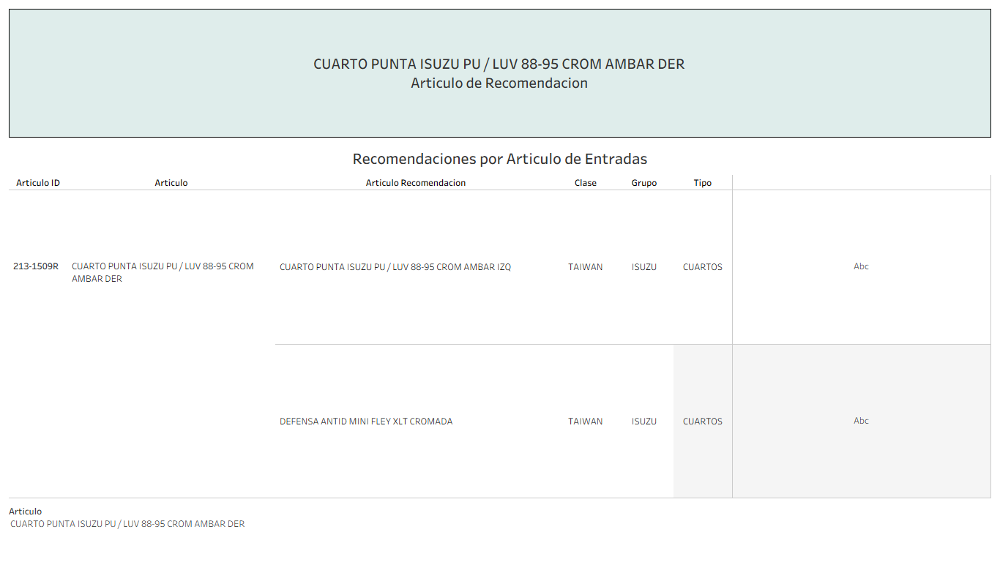 CUARTO PUNTA ISUZU PU / LUV 88-95 CROM AMBAR DER
Articulo de Recomendacion
Recomendaciones por Articulo de Entradas
Articulo ID Articulo Articulo Recomendacion Clase Grupo Tipo
213-1509R CUARTO PUNTA ISUZU PU / LUV 88-95 CROM CUARTO PUNTA ISUZU PU / LUV 88-95 CROM AMBAR IZQ TAIWAN ISUZU CUARTOS Abc
AMBAR DER
DEFENSA ANTID MINI FLEY XLT CROMADA TAIWAN ISUZU CUARTOS Abc
Articulo
CUARTO PUNTA ISUZU PU / LUV 88-95 CROM AMBAR DER